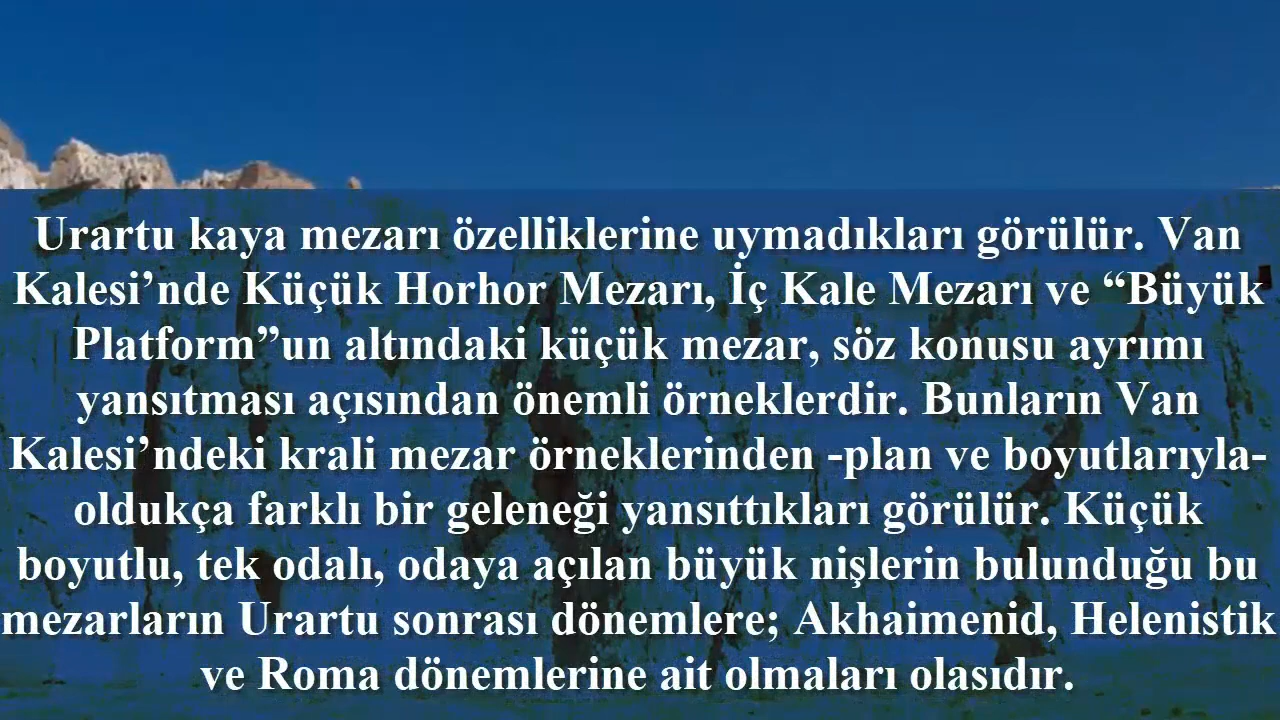 Urartu kaya mezarı özelliklerine uymadıkları görülür. Van
Kalesi’nde Küçük Horhor Mezarı, İç Kale Mezarı ve “Büyük
Platform”un altındaki küçük mezar, söz konusu ayrımı
yansıtması açısından önemli örneklerdir. Bunların Van
Kalesi’ndeki krali mezar örneklerinden -plan ve boyutlarıyla-
oldukça farklı bir geleneği yansıttıkları görülür. Küçük
boyutlu, tek odalı, odaya açılan büyük nişlerin bulunduğu bu
mezarların Urartu sonrası dönemlere; Akhaimenid, Helenistik
ve Roma dönemlerine ait olmaları olasıdır.